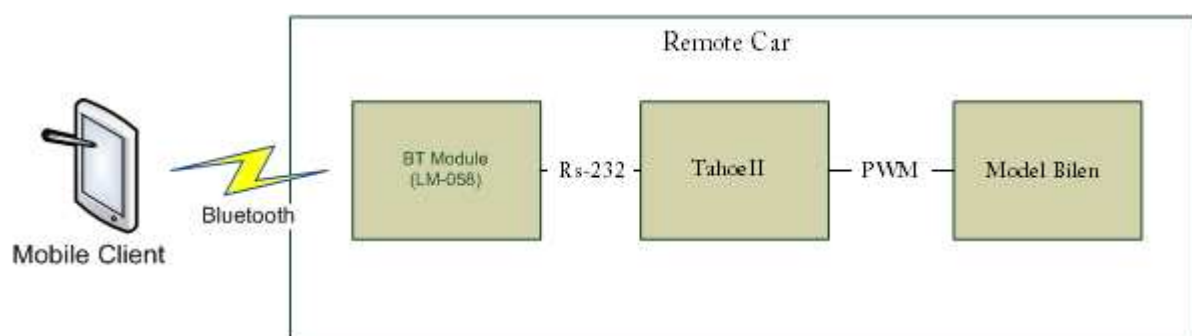 Remote Car
BT Module
(LM-058)
Rs-232
TahoeII
PWM
Model Bilen
Bluetooth
Mobile Client